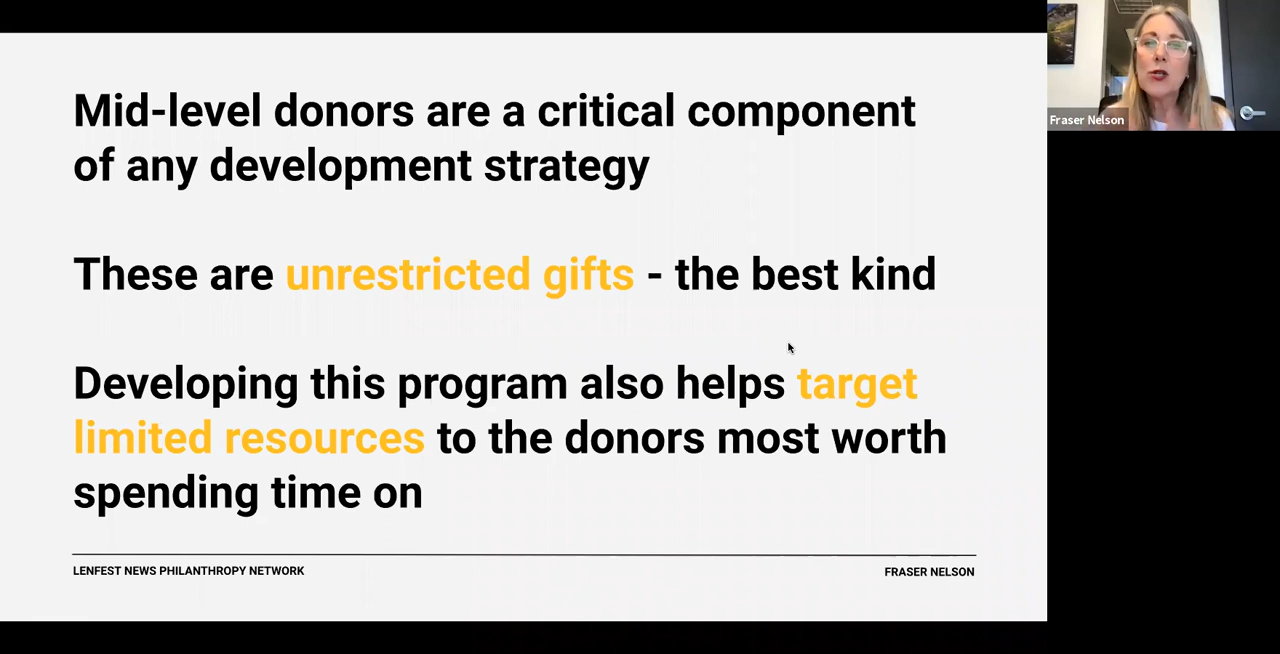 Mid-level donors are a critical component
of any development strategy
These are unrestricted gifts - the best kind
Developing this program also helps target
limited resources to the donors most worth
spending time on
LENFEST NEWS PHILANTHROPY NETWORK
FRASER NELSON
Fraser Nelson